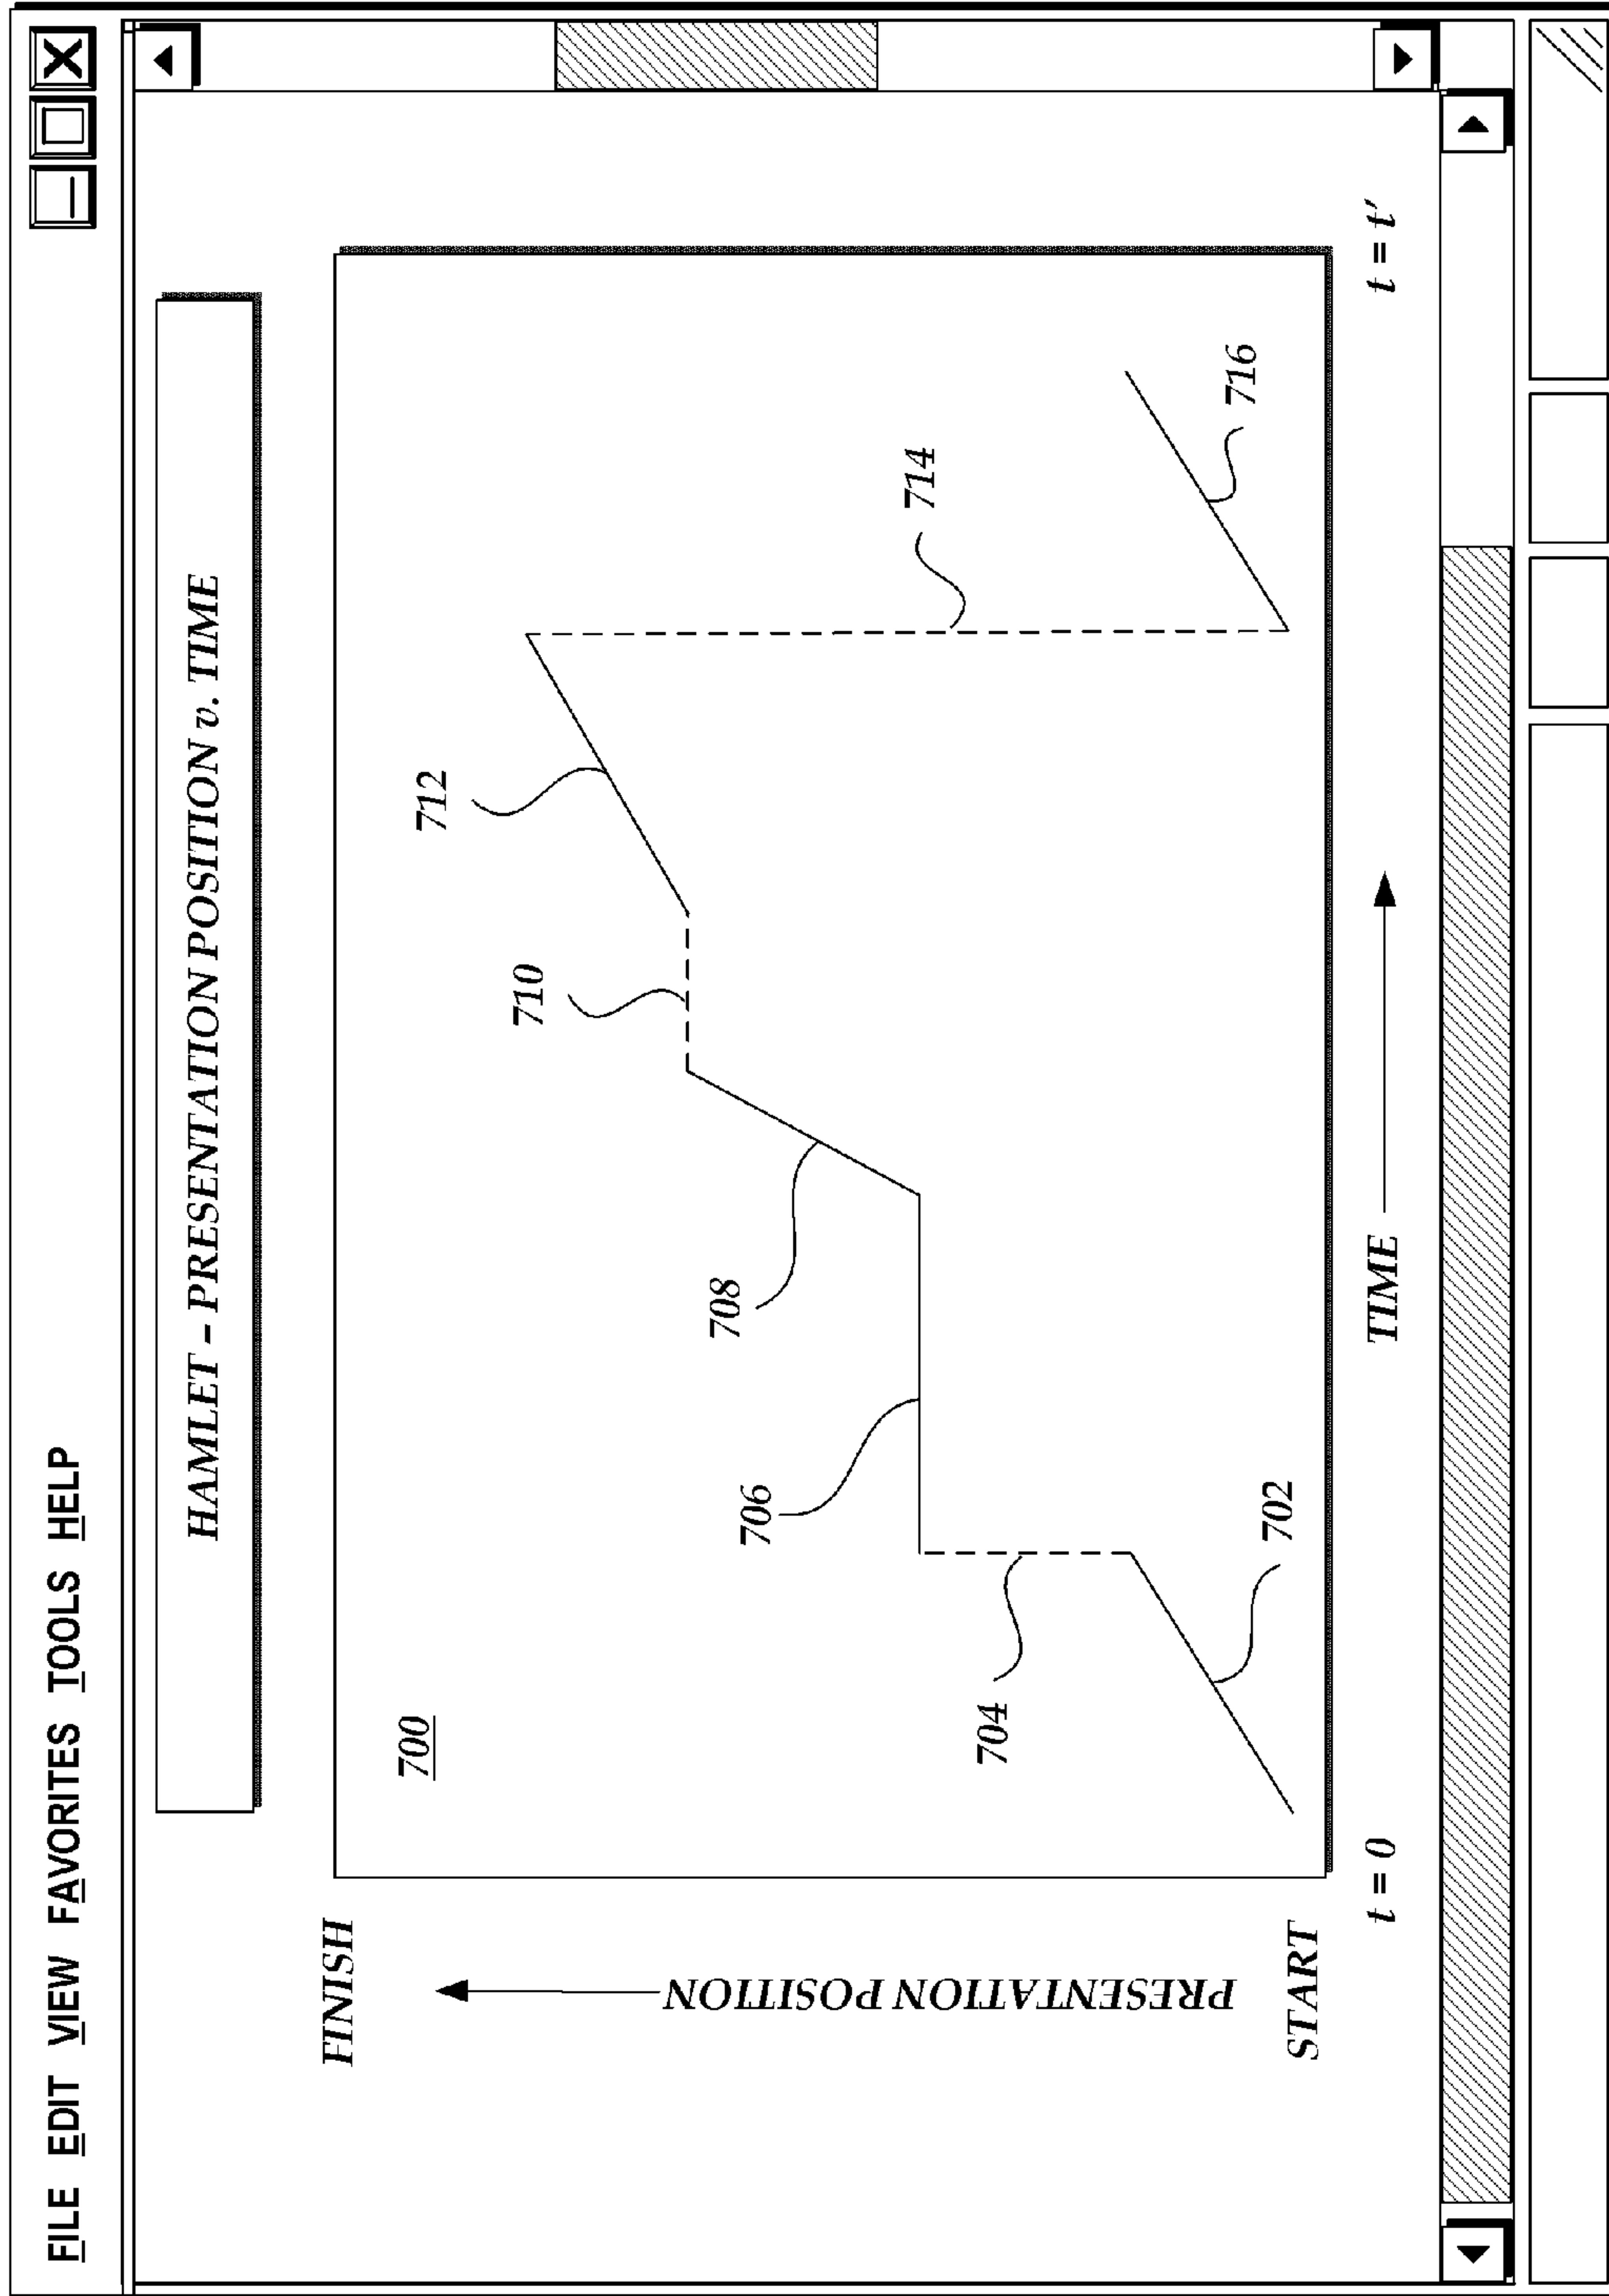 FILE EDIT VIEW FAVORITES TOOLS HELP
HAMLET – PRESENTATION POSITION v. TIME
FINISH
PRESENTATION POSITION
START
700
702
704
706
708
710
712
714
716
t = 0
TIME
t = t'